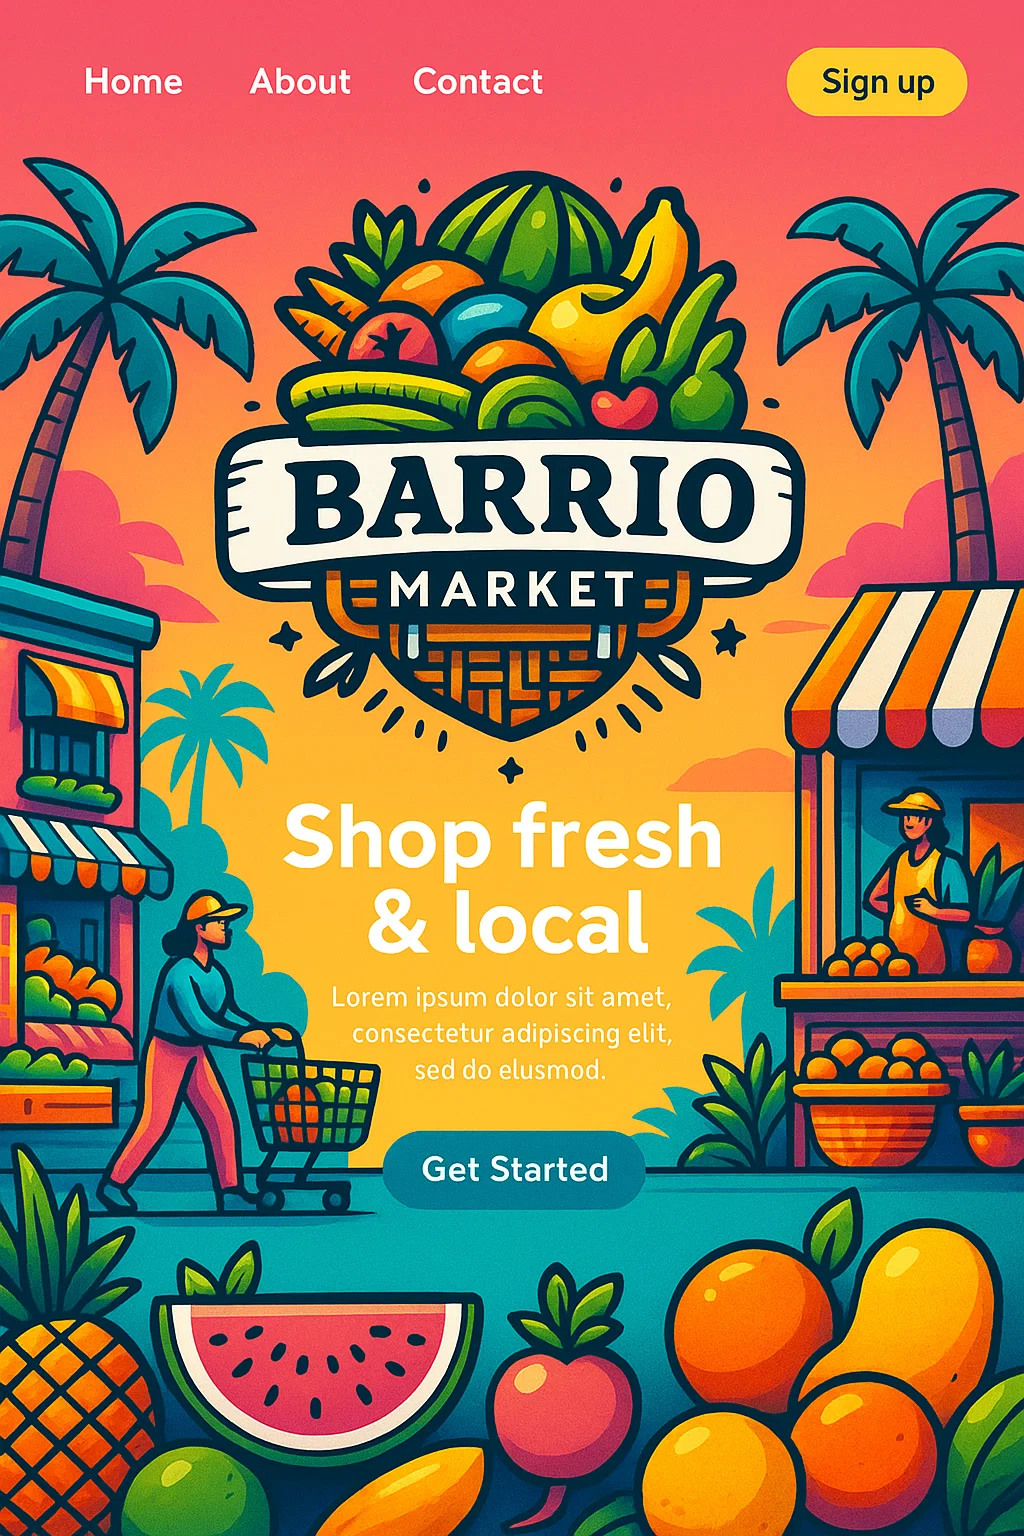 Home About Contact Sign up
BARRIO
MARKET
Shop fresh
& local
Lorem ipsum dolor sit amet,
consectetur adipiscing elit,
sed do elusmod.
Get Started